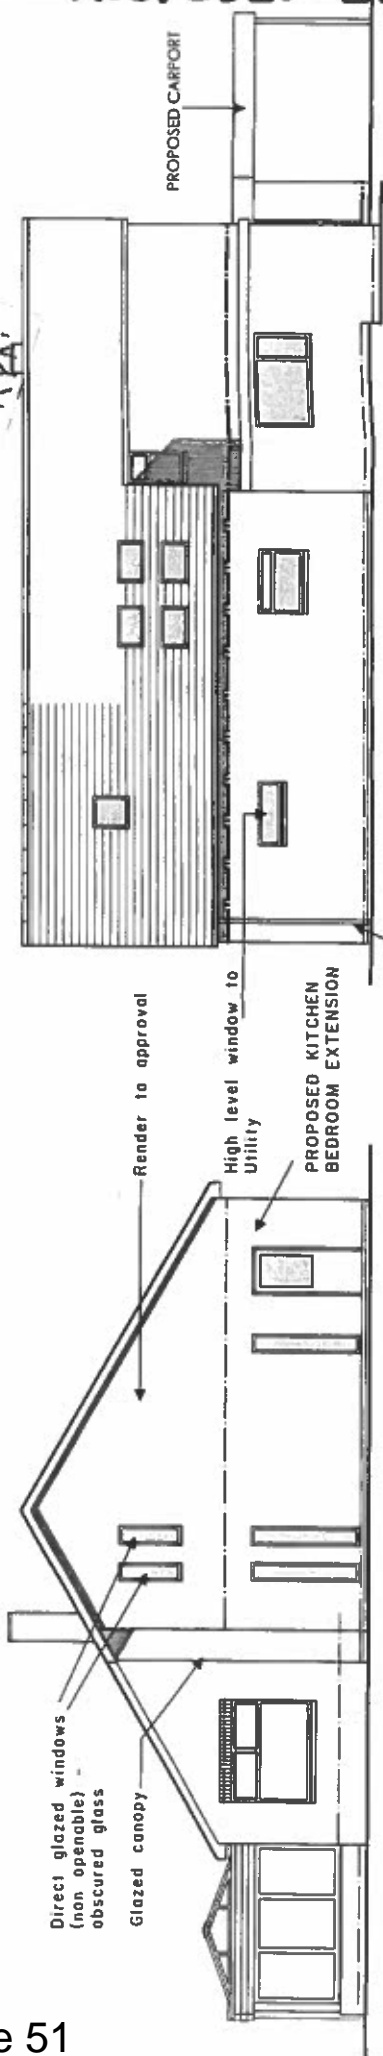 PROPOSED CARPORT
Render to approval
High level window to
Utility
PROPOSED KITCHEN
BEDROOM EXTENSION
Direct glazed windows
(non openable) -
obscured glass
Glazed canopy
e 51